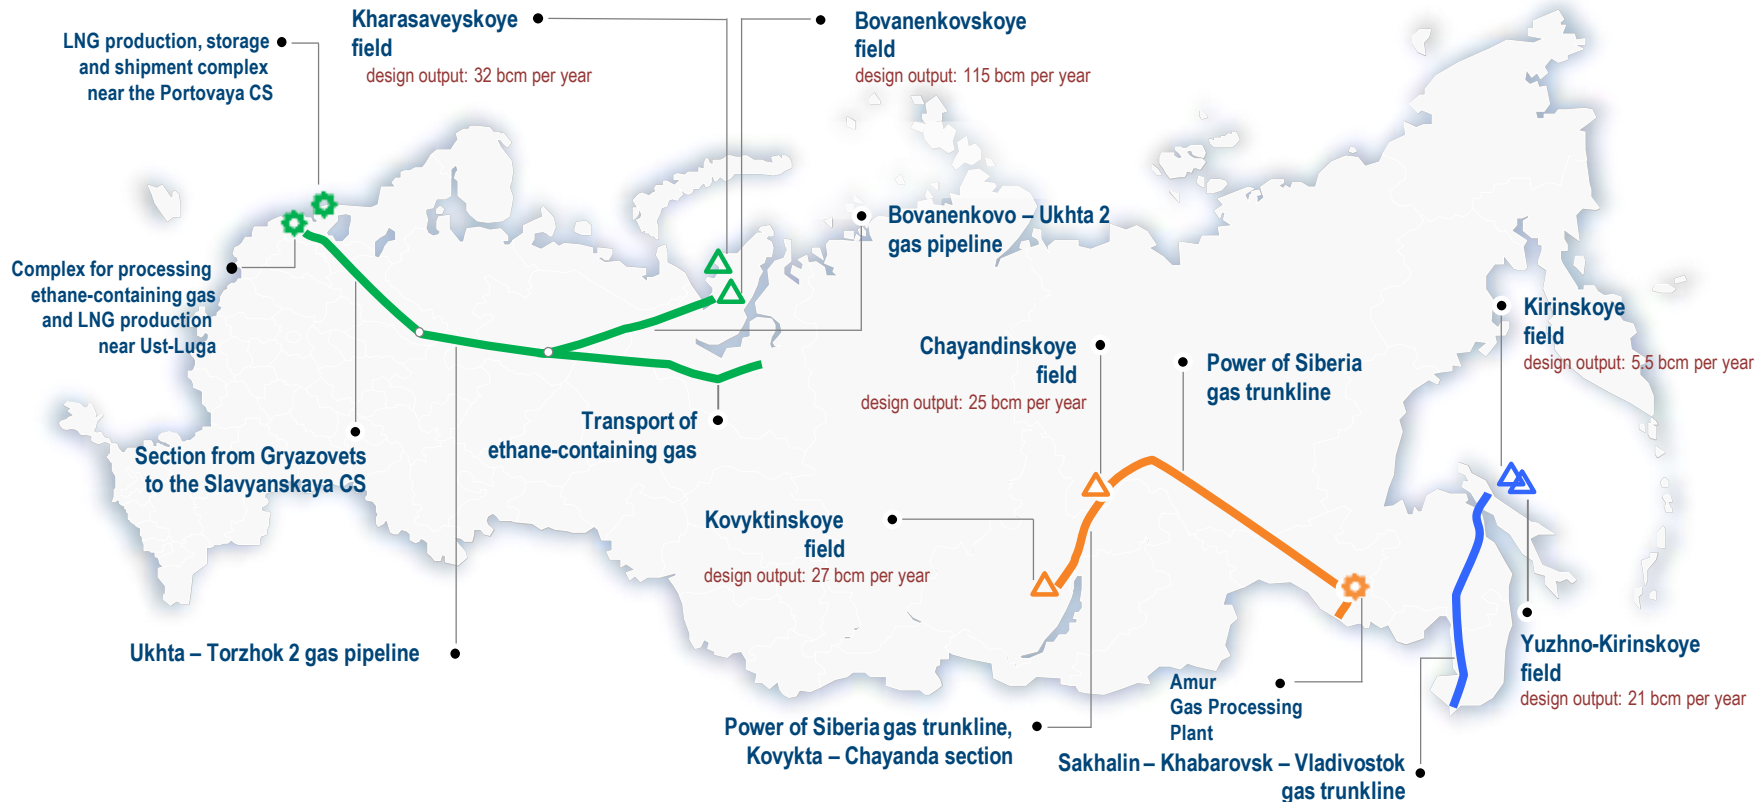 Kharasaveyskoye
field
design output: 32 bcm per year
Bovanenkovskoye
field
design output: 115 bcm per year
LNG production, storage
and shipment complex
near the Portovaya CS
Bovanenkovo – Ukhta 2
gas pipeline
Complex for processing
ethane-containing gas
and LNG production
near Ust-Luga
Kirinskoye
field
design output: 5.5 bcm per year
Chayandinskoye
field
design output: 25 bcm per year
Power of Siberia
gas trunkline
Transport of
ethane-containing gas
Section from Gryazovets
to the Slavyanskaya CS
Kovyktinskoye
field
design output: 27 bcm per year
Ukhta – Torzhok 2 gas pipeline
Yuzhno-Kirinskoye
field
design output: 21 bcm per year
Amur
Gas Processing
Plant
Power of Siberia gas trunkline,
Kovykta – Chayanda section
Sakhalin – Khabarovsk – Vladivostok
gas trunkline